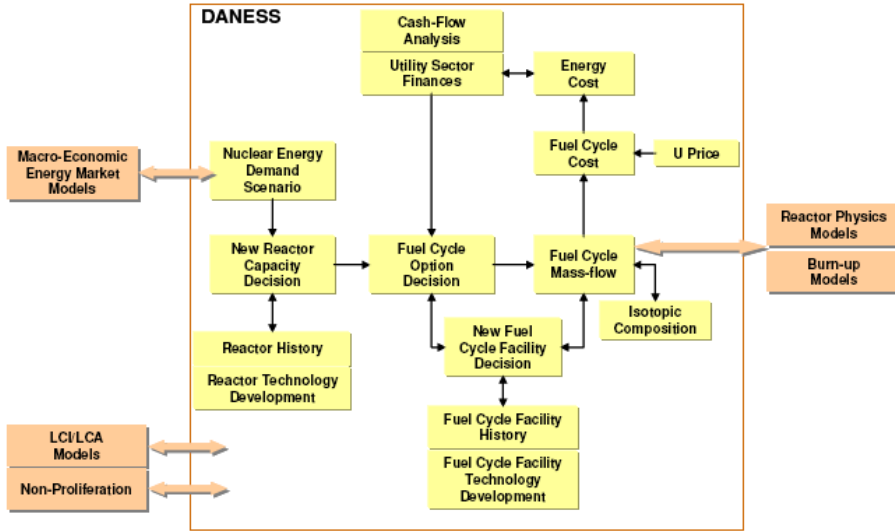 DANESS
Cash-Flow
Analysis
Utility Sector
Finances
Energy
Cost
Macro-Economic
Energy Market
Models
Nuclear Energy
Demand
Scenario
Fuel Cycle
Cost
U Price
New Reactor
Capacity
Decision
Fuel Cycle
Option
Decision
Fuel Cycle
Mass-flow
Reactor Physics
Models
Burn-up
Models
Isotopic
Composition
New Fuel
Cycle Facility
Decision
Reactor History
Reactor Technology
Development
Fuel Cycle Facility
History
Fuel Cycle Facility
Technology
Development
LCI/LCA
Models
Non-Proliferation